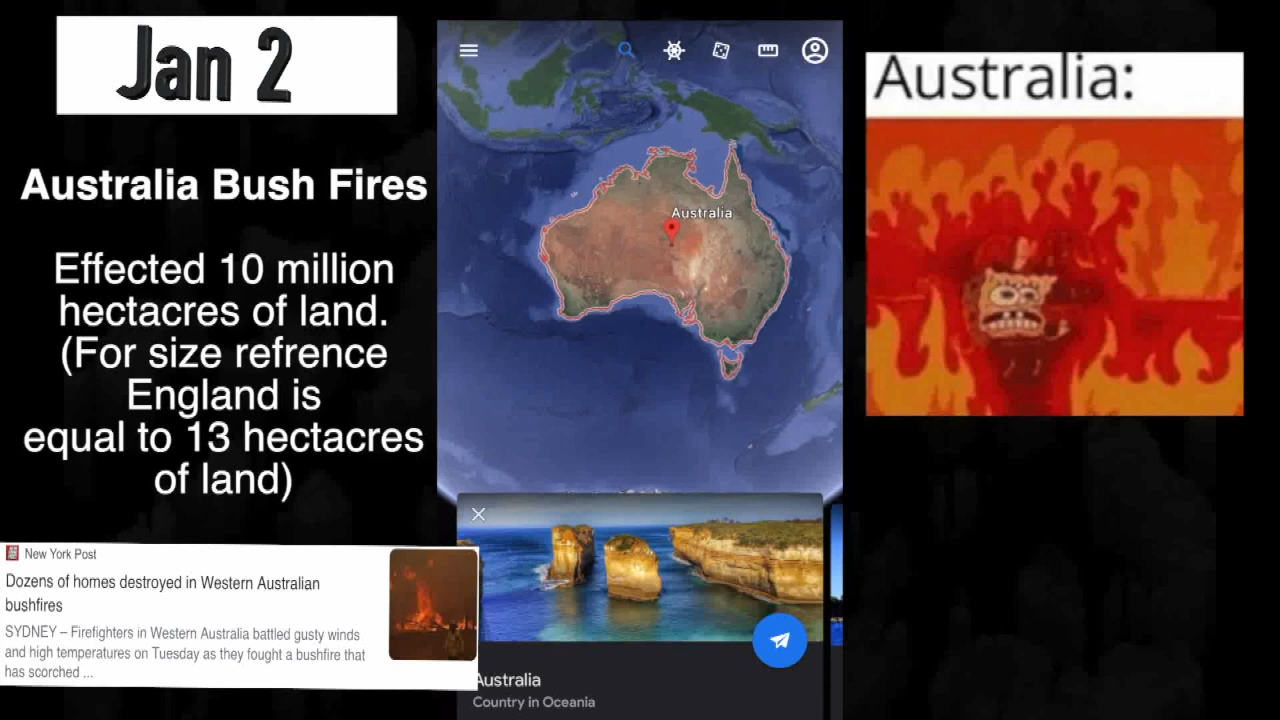 Jan 2
Australia Bush Fires
Effected 10 million
hectacres of land.
(For size refrence
England is
equal to 13 hectacres
of land)
New York Post
Dozens of homes destroyed in Western Australian
bushfires
SYDNEY – Firefighters in Western Australia battled gusty winds
and high temperatures on Tuesday as they fought a bushfire that
has scorched ...
Australia
Australia
Country in Oceania
Australia: